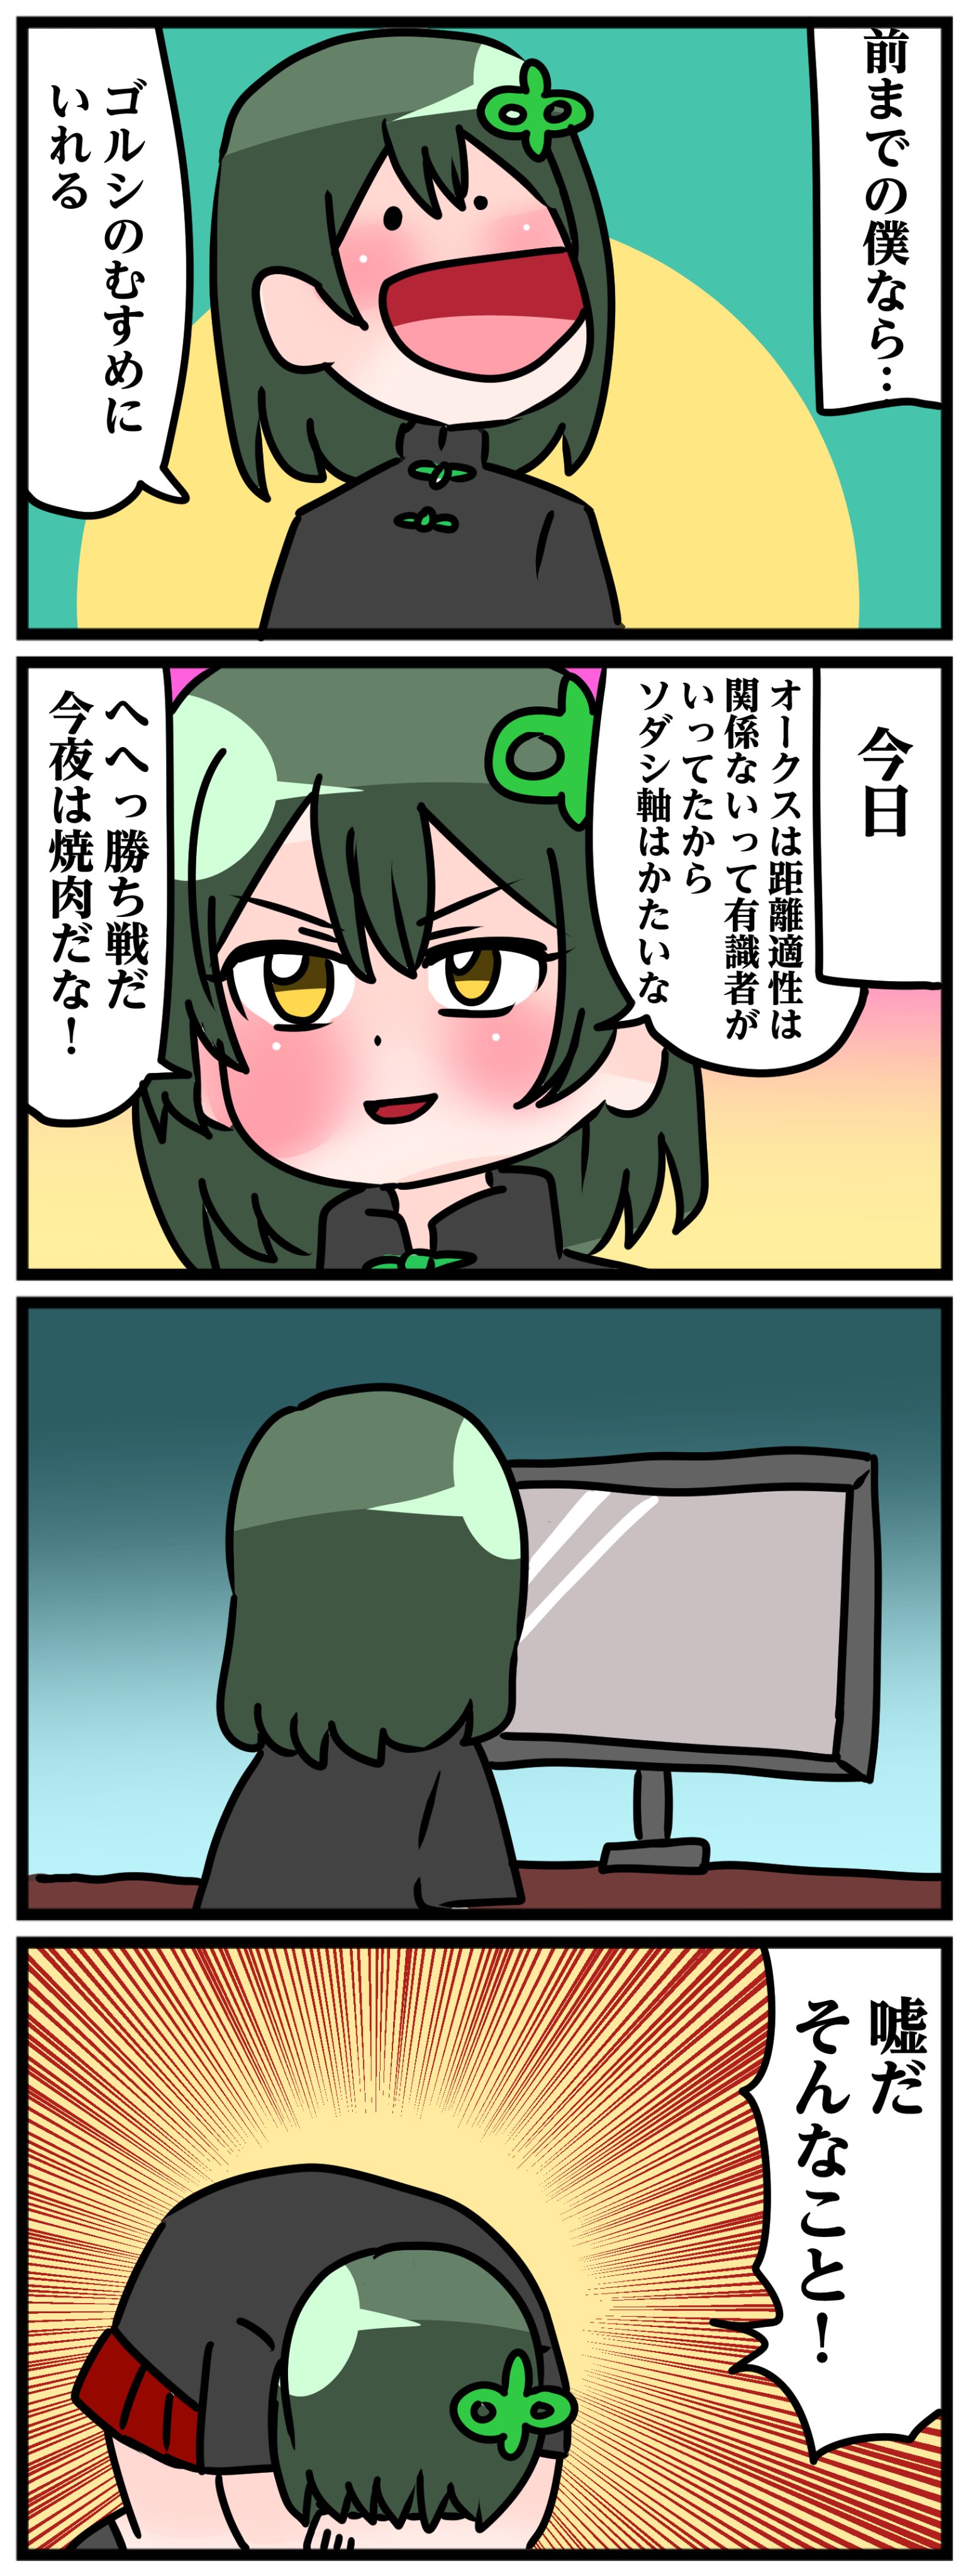 前までの僕なら…
ゴルシのむすめに
いれる
今日
オークスは距離適性は
関係ないって有識者が
いってたから
ソダシ軸はかたいな
へへっ勝ち戦だ
今夜は焼肉だな！
嘘だ
そんなこと！